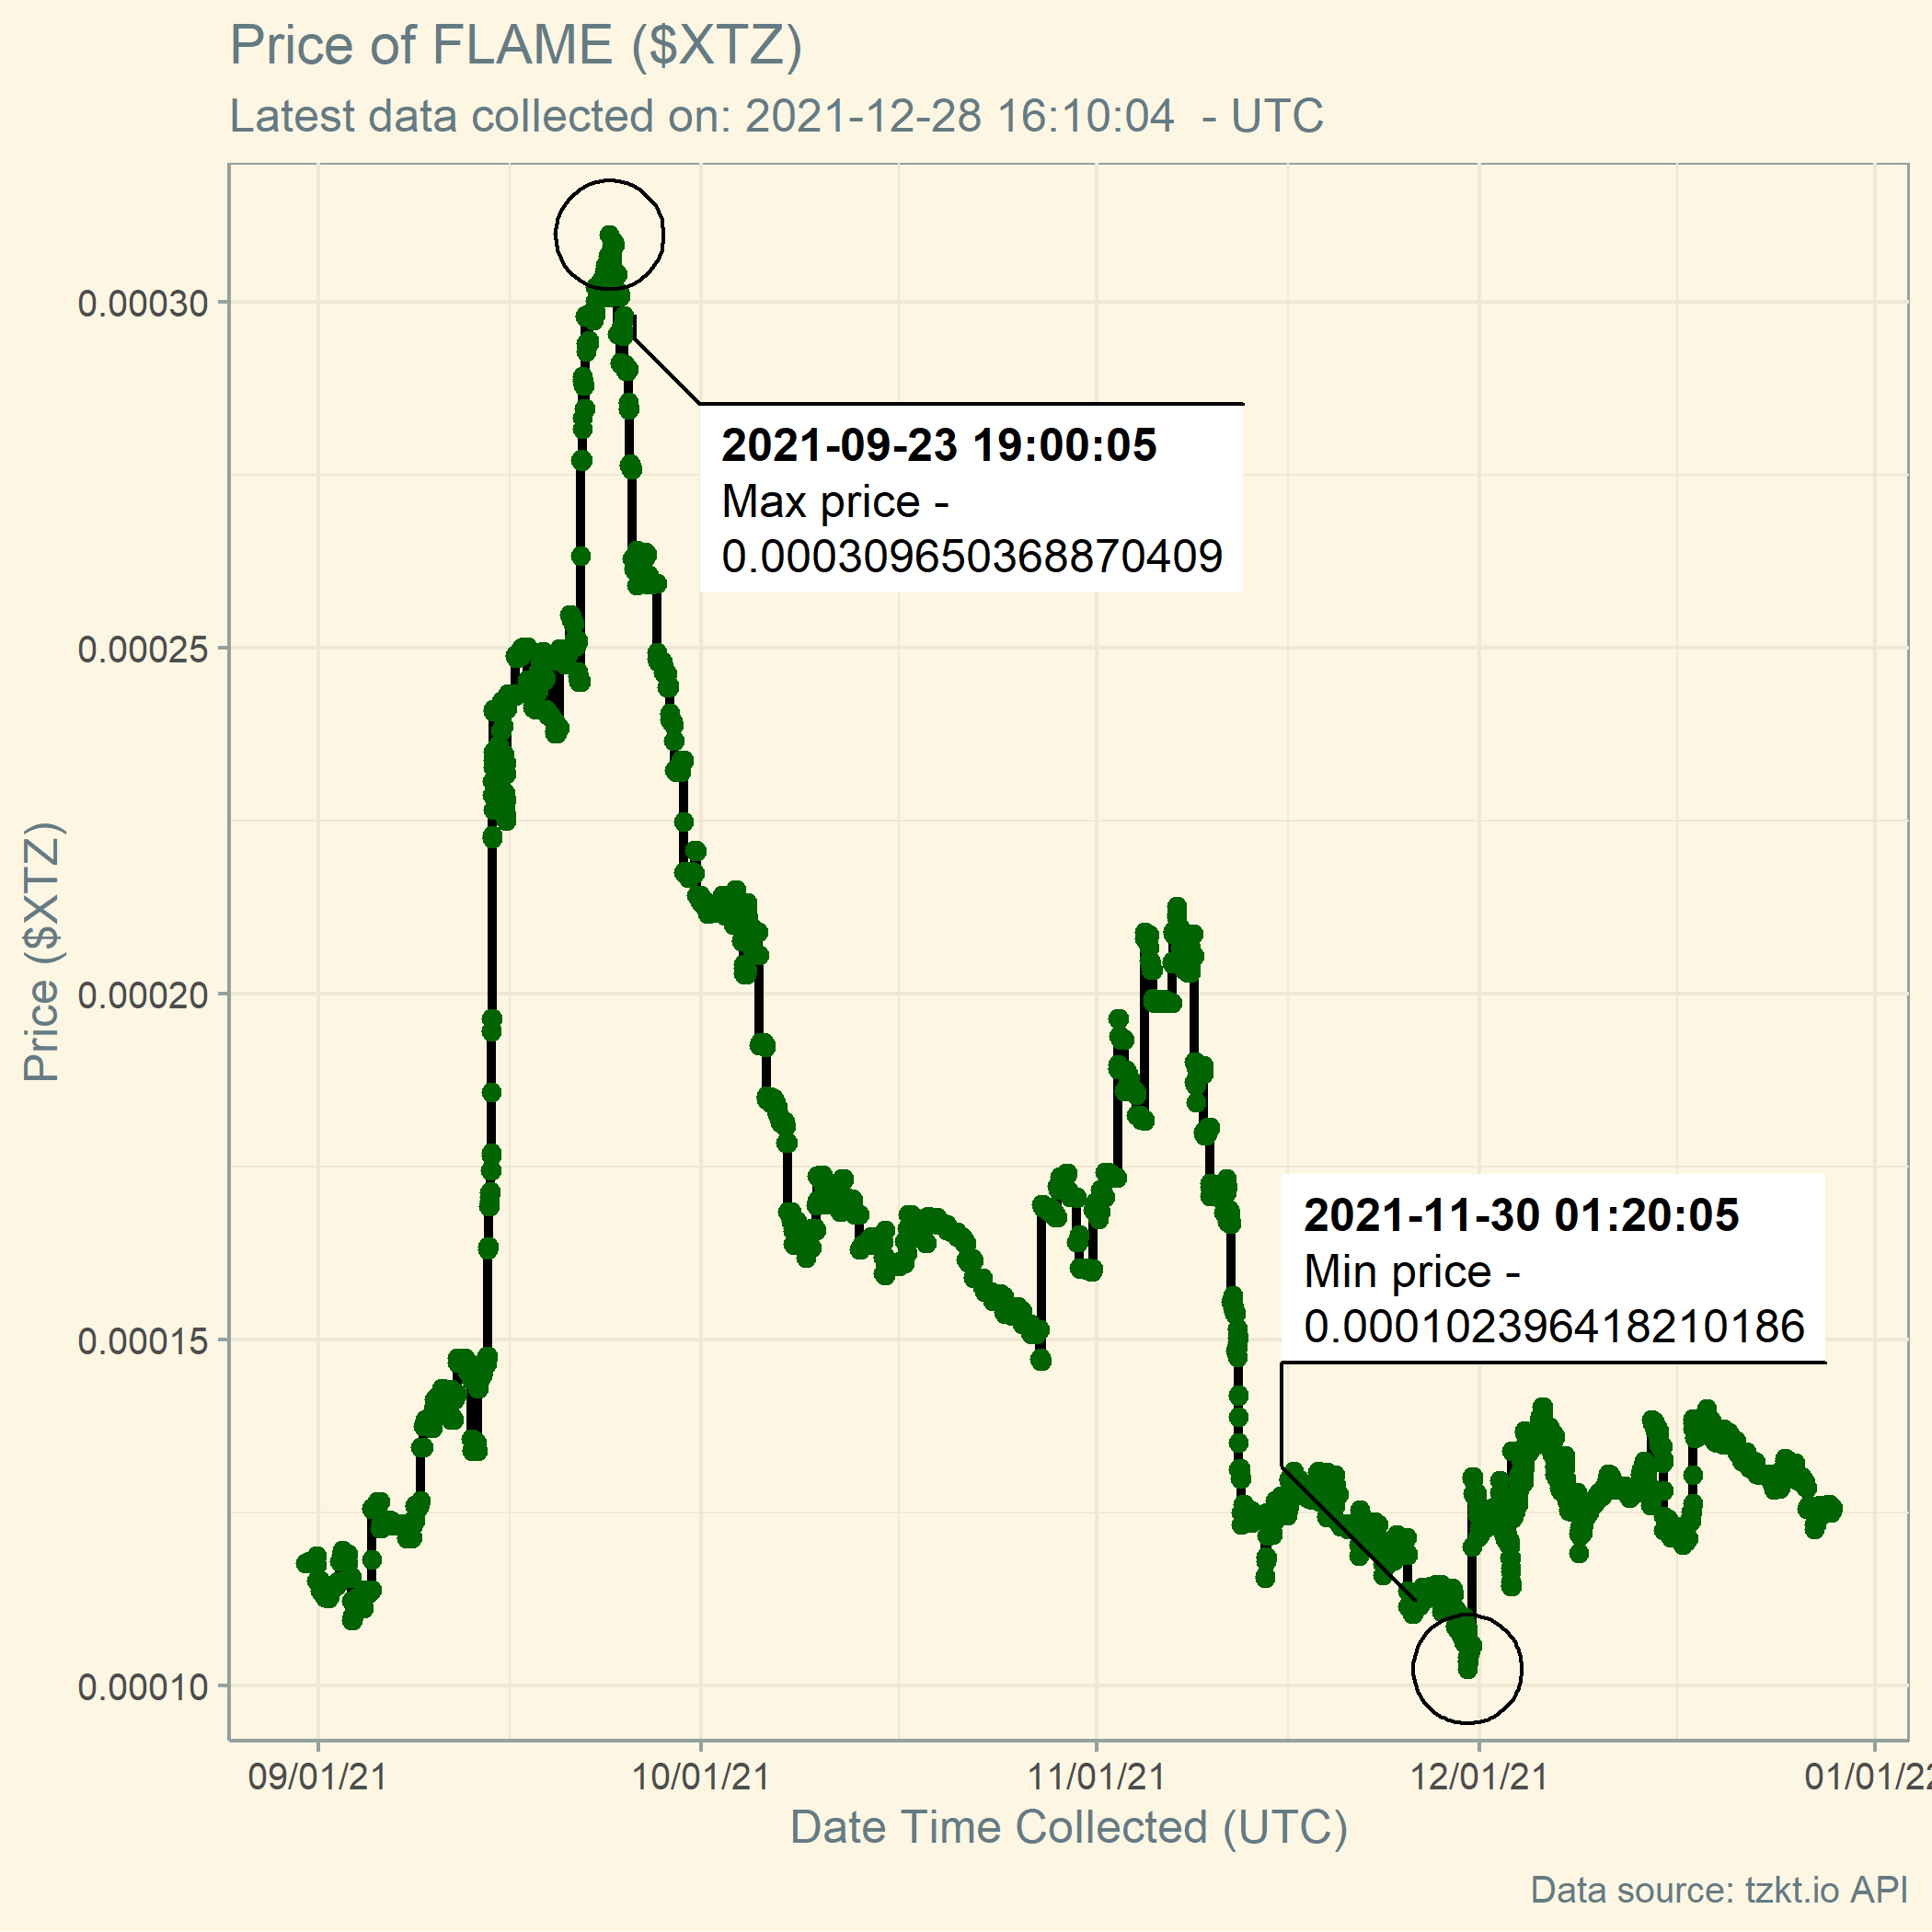 Price of FLAME ($XTZ)
Latest data collected on: 2021-12-28 16:10:04  - UTC
0.00030
0.00025
0.00020
0.00015
0.00010
Price ($XTZ)
2021-09-23 19:00:05
Max price -
0.000309650368870409
2021-11-30 01:20:05
Min price -
0.000102396418210186
09/01/21
10/01/21
11/01/21
12/01/21
01/01/22
Date Time Collected (UTC)
Data source: tzkt.io API